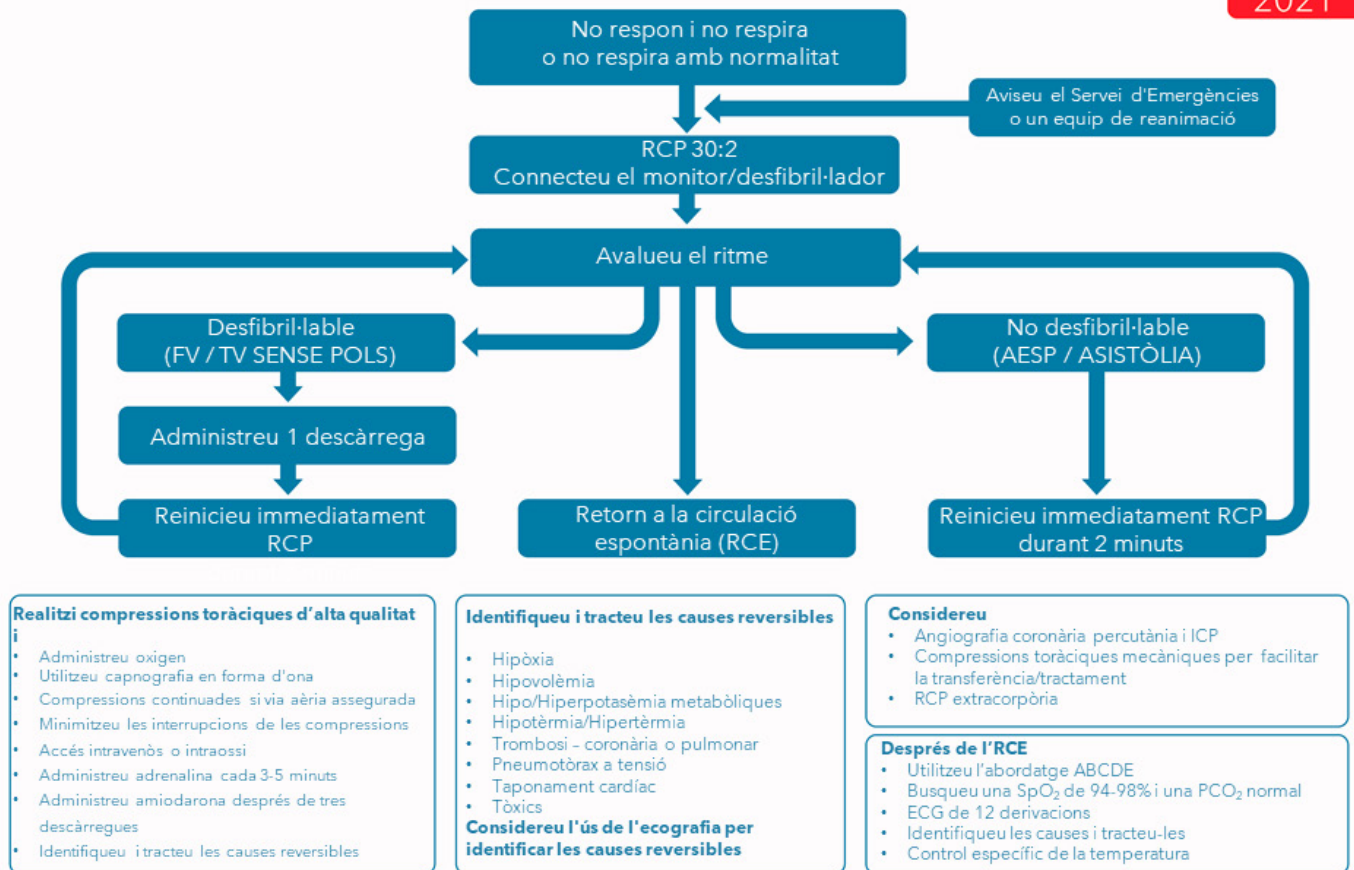 2021
No respon i no respira
o no respira amb normalitat
Aviseu el Servei d'Emergències
o un equip de reanimació
RCP 30:2
Connecteu el monitor/desfibril·lador
Avalueu el ritme
Desfibril·lable
(FV / TV SENSE POLS)
No desfibril·lable
(AESP / ASISTÒLIA)
Administreu 1 descàrrega
Reinicieu immediatament
RCP
Retorn a la circulació
espontània (RCE)
Reinicieu immediatament RCP
durant 2 minuts
Realitzi compressions toràciques d'alta qualitat
i
• Administreu oxigen
• Utilitzeu capnografia en forma d'ona
• Compressions continuades si via aèria assegurada
• Minimitzeu les interrupcions de les compressions
• Accés intravenòs o intraossi
• Administreu adrenalina cada 3-5 minuts
• Administreu amiodarona després de tres
descàrregues
• Identifiqueu i tracteu les causes reversibles
Identifiqueu i tracteu les causes reversibles
• Hipòxia
• Hipovolèmia
• Hipo/Hiperpotasèmia metabòliques
• Hipotèrmia/Hipertèrmia
• Trombosi – coronària o pulmonar
• Pneumotòrax a tensió
• Taponament cardíac
• Tòxics
Considereu l'ús de l'ecografia per
identificar les causes reversibles
Considereu
• Angiografia coronària percutània i ICP
• Compressions toràciques mecàniques per facilitar
la transferència/tractament
• RCP extracorpòria
Després de l'RCE
• Utilitzeu l'abordatge ABCDE
• Busqueu una SpO₂ de 94-98% i una PCO₂ normal
• ECG de 12 derivacions
• Identifiqueu les causes i tracteu-les
• Control específic de la temperatura